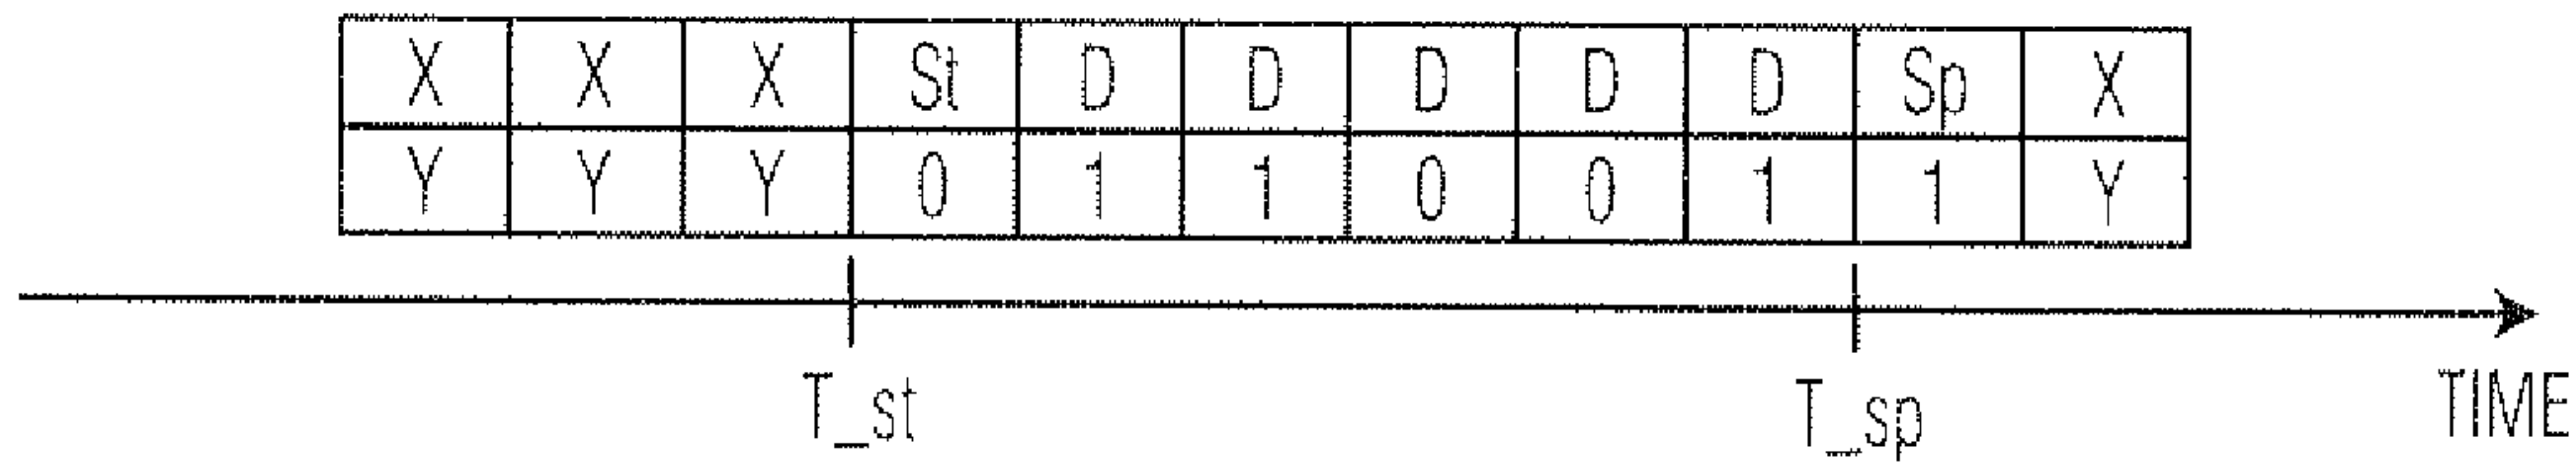 X X X St D D D D D Sp X
Y Y Y 0 1 1 0 0 1 1 Y
T_st T_sp TIME